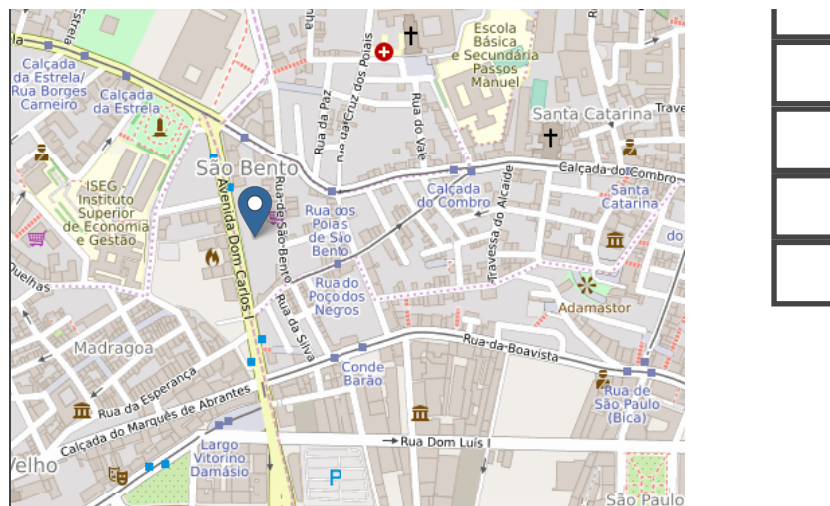 Estrela
Calçada
da Estrela/
Rua Borges
Carneiro
Calçada
da Estrela
São Bento
ISEG
Instituto
Superior
de Economia
e Gestão
Avenida Dom Carlos I
Rua de São Bento
Rua da Paz
Rua da Cruz dos Poiais
Rua do Vale
Escola
Básica
e Secundária
Passos
Manuel
Santa Catarina
Calçada do Combro
Calçada
do Combro
Travessa do Alcaide
Santa
Catarina
do
Rua dos
Poiais
de São
Bento
Rua do
Poço dos
Negros
Rua da Silva
Adamastor
Madragoa
Conde
Barão
Rua da Boavista
Rua da Esperança
Calçada do Marquês de Abrantes
Rua de
São Paulo
(Bica)
Largo
Vitorino
Damásio
Rua Dom Luís I
Velho
P
São Paulo